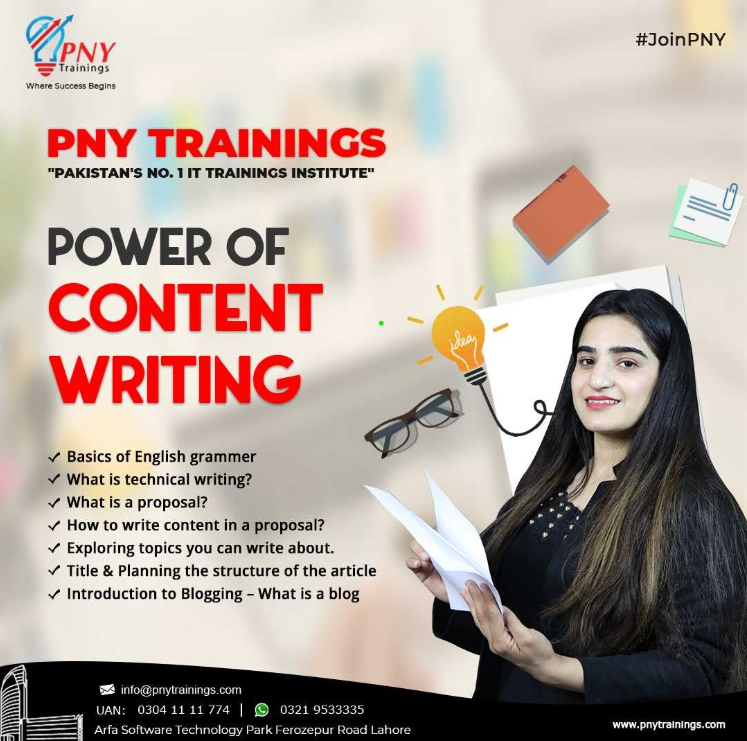 PNY
Trainings
Where Success Begins
#JoinPNY
PNY TRAININGS
"PAKISTAN'S NO. 1 IT TRAININGS INSTITUTE"
POWER OF
CONTENT
WRITING
idea
✓ Basics of English grammer
✓ What is technical writing?
✓ What is a proposal?
✓ How to write content in a proposal?
✓ Exploring topics you can write about.
✓ Title & Planning the structure of the article
✓ Introduction to Blogging – What is a blog
info@pnytrainings.com
UAN: 0304 11 11 774 | 0321 9533335
Arfa Software Technology Park Ferozepur Road Lahore
www.pnytrainings.com